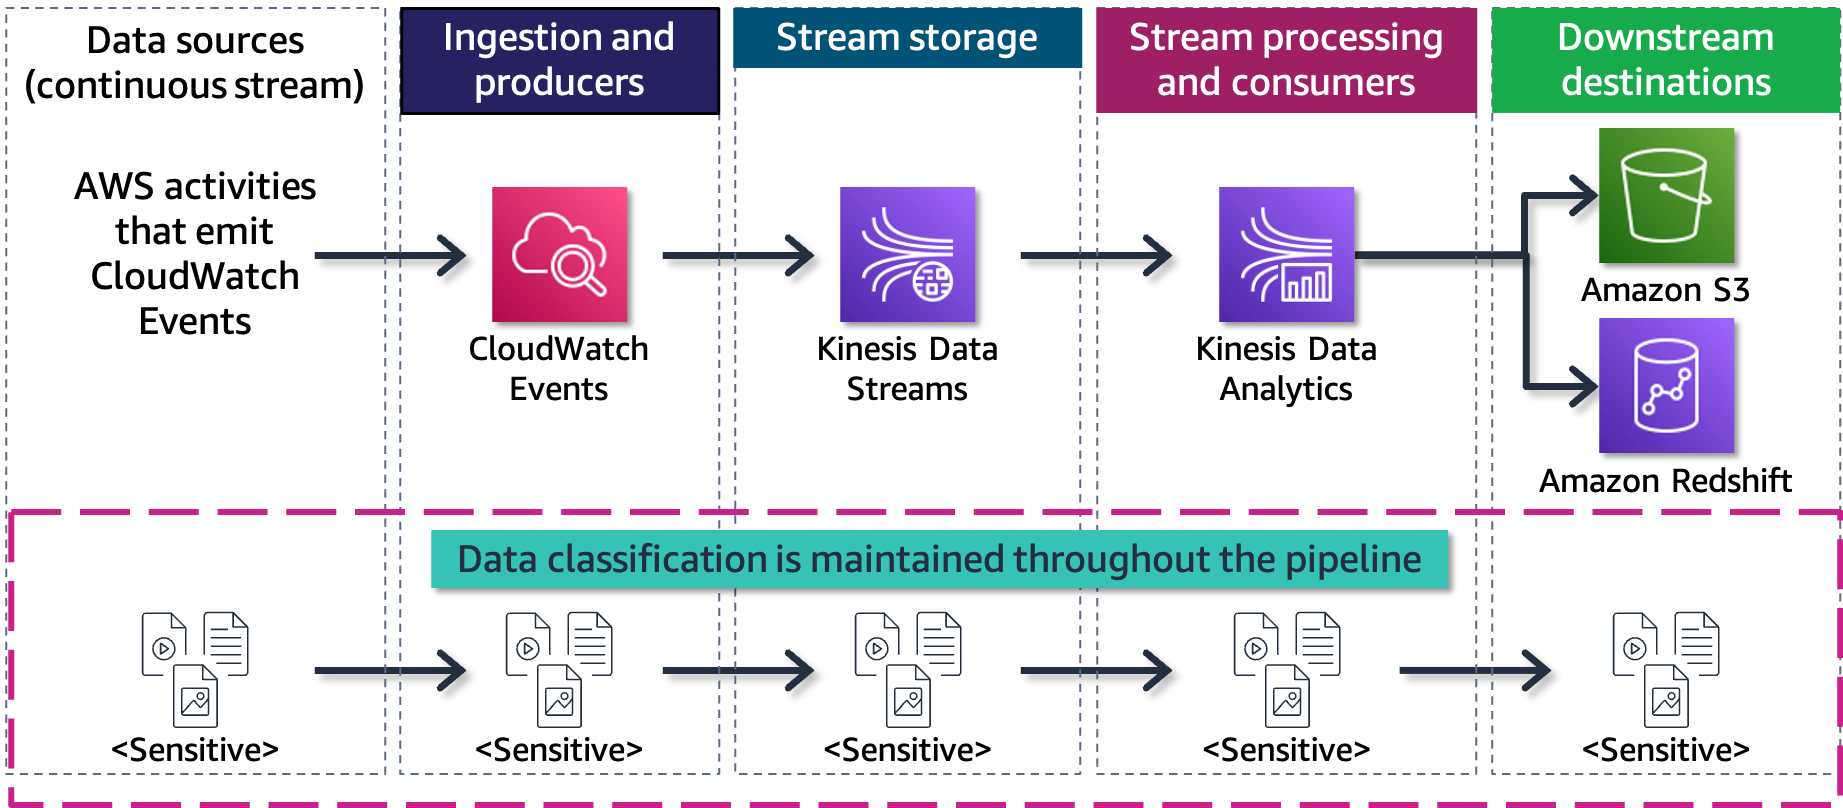 Data sources
(continuous stream)
Ingestion and
producers
Stream storage
Stream processing
and consumers
Downstream
destinations
AWS activities
that emit
CloudWatch
Events
CloudWatch
Events
Kinesis Data
Streams
Kinesis Data
Analytics
Amazon S3
Amazon Redshift
Data classification is maintained throughout the pipeline
<Sensitive>
<Sensitive>
<Sensitive>
<Sensitive>
<Sensitive>